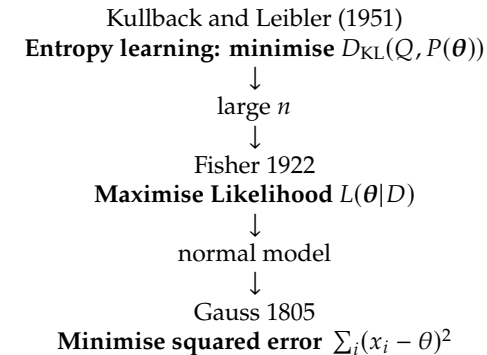 Kullback and Leibler (1951)
Entropy learning: minimise D_KL(Q, P(θ))
↓
large n
↓
Fisher 1922
Maximise Likelihood L(θ|D)
↓
normal model
↓
Gauss 1805
Minimise squared error ∑_i(x_i − θ)²